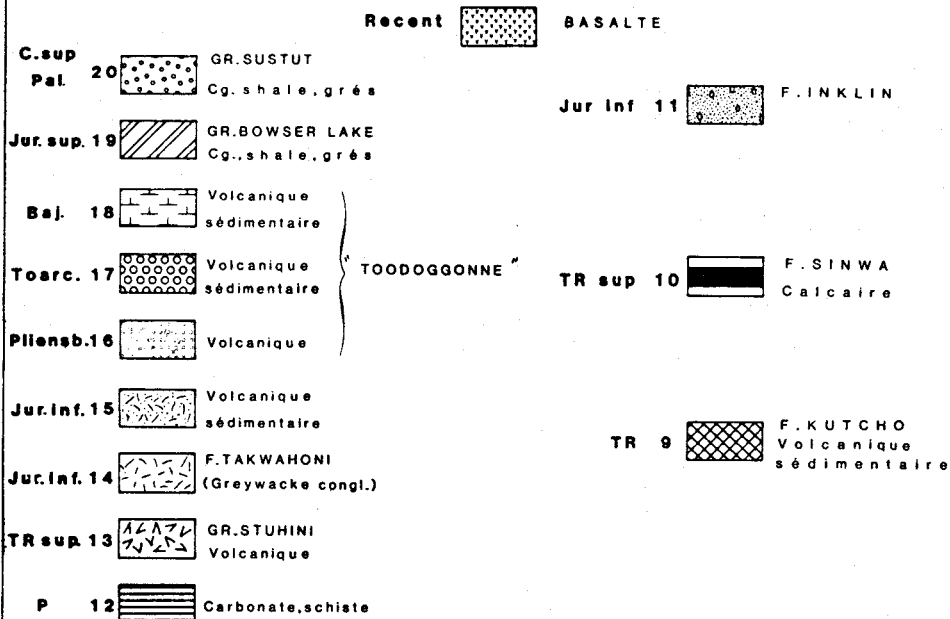 Recent BASALTE
C.sup
Pal. 20 GR.SUSTUT
Cg.shale,grés
Jur.sup. 19 GR.BOWSER LAKE
Cg.,shale,grés
Baj. 18 Volcanique
sédimentaire
Toarc. 17 Volcanique
sédimentaire
Pliensb. 16 Volcanique
" TOODOGGONNE "
Jur.inf. 15 Volcanique
sédimentaire
Jur.inf. 14 F.TAKWAHONI
(Greywacke congl.)
TR sup. 13 GR.STUHINI
Volcanique
P 12 Carbonate,schiste
Jur inf 11 F.INKLIN
TR sup 10 F.SINWA
Calcaire
TR 9 F.KUTCHO
Volcanique
sédimentaire